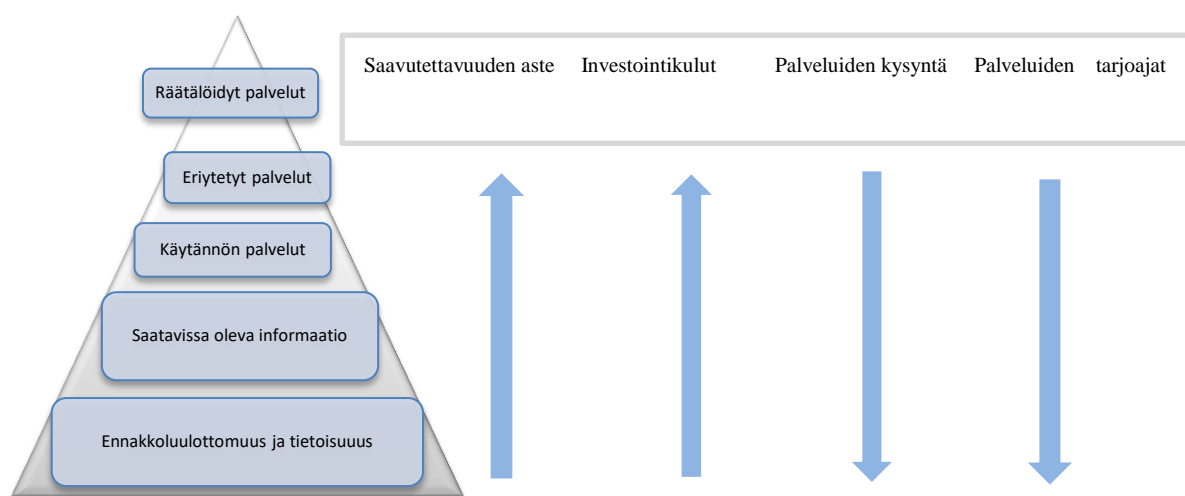 Saavutettavuuden aste Investointikulut Palveluiden kysyntä Palveluiden tarjoajat
Räätälöidyt palvelut
Eriytetyt palvelut
Käytännön palvelut
Saatavissa oleva informaatio
Ennakkoluulottomuus ja tietoisuus